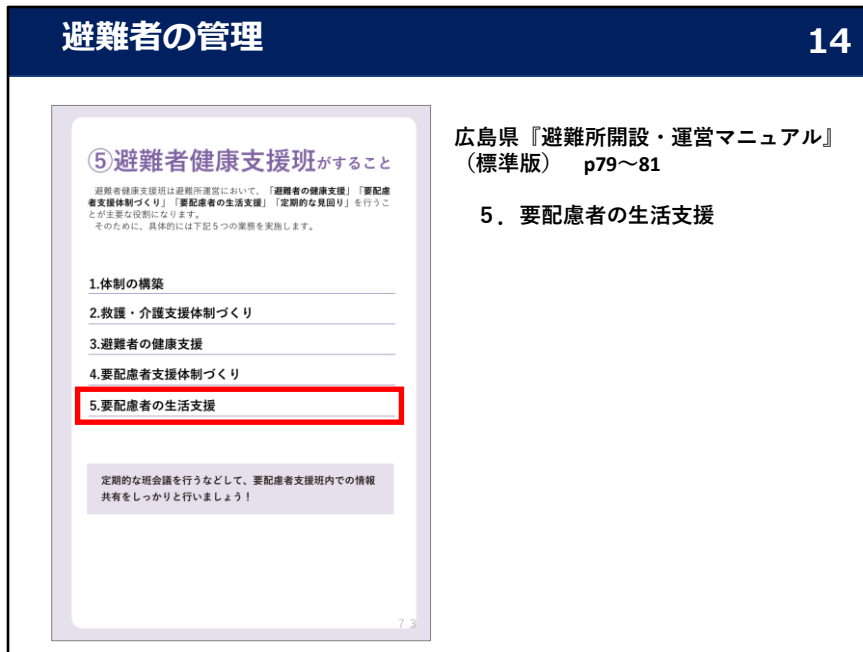 避難者の管理
14
⑤避難者健康支援班がすること
避難者健康支援班は避難所運営において、「避難者の健康支援」「要配慮
者支援体制づくり」「要配慮者の生活支援」「定期的な見回り」を行うこ
とが主要な役割になります。
そのために、具体的には下記５つの業務を実施します。
1.体制の構築
2.救護・介護支援体制づくり
3.避難者の健康支援
4.要配慮者支援体制づくり
5.要配慮者の生活支援
定期的な班会議を行うなどして、要配慮者支援班内での情報
共有をしっかりと行いましょう！
73
広島県『避難所開設・運営マニュアル』
（標準版）　p79～81
５．要配慮者の生活支援